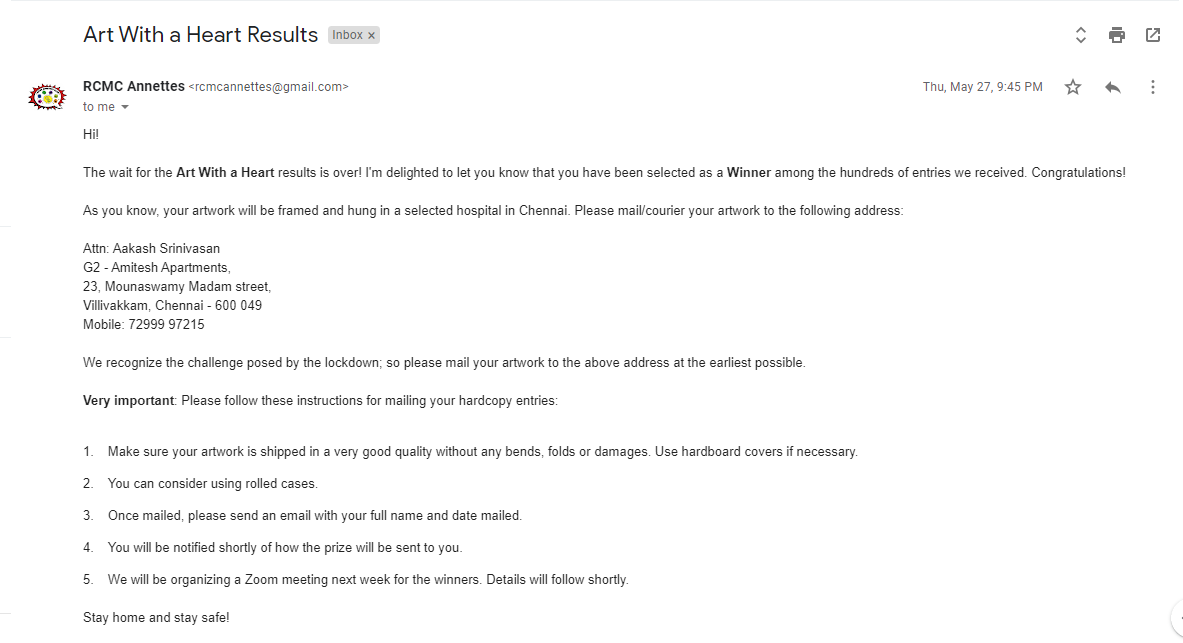 Art With a Heart Results Inbox ×
RCMC Annettes <rcmcannettes@gmail.com> Thu, May 27, 9:45 PM
to me
Hi!
The wait for the Art With a Heart results is over! I'm delighted to let you know that you have been selected as a Winner among the hundreds of entries we received. Congratulations!
As you know, your artwork will be framed and hung in a selected hospital in Chennai. Please mail/courier your artwork to the following address:
Attn: Aakash Srinivasan
G2 - Amitesh Apartments,
23, Mounaswamy Madam street,
Villivakkam, Chennai - 600 049
Mobile: 72999 97215
We recognize the challenge posed by the lockdown; so please mail your artwork to the above address at the earliest possible.
Very important: Please follow these instructions for mailing your hardcopy entries:
1. Make sure your artwork is shipped in a very good quality without any bends, folds or damages. Use hardboard covers if necessary.
2. You can consider using rolled cases.
3. Once mailed, please send an email with your full name and date mailed.
4. You will be notified shortly of how the prize will be sent to you.
5. We will be organizing a Zoom meeting next week for the winners. Details will follow shortly.
Stay home and stay safe!